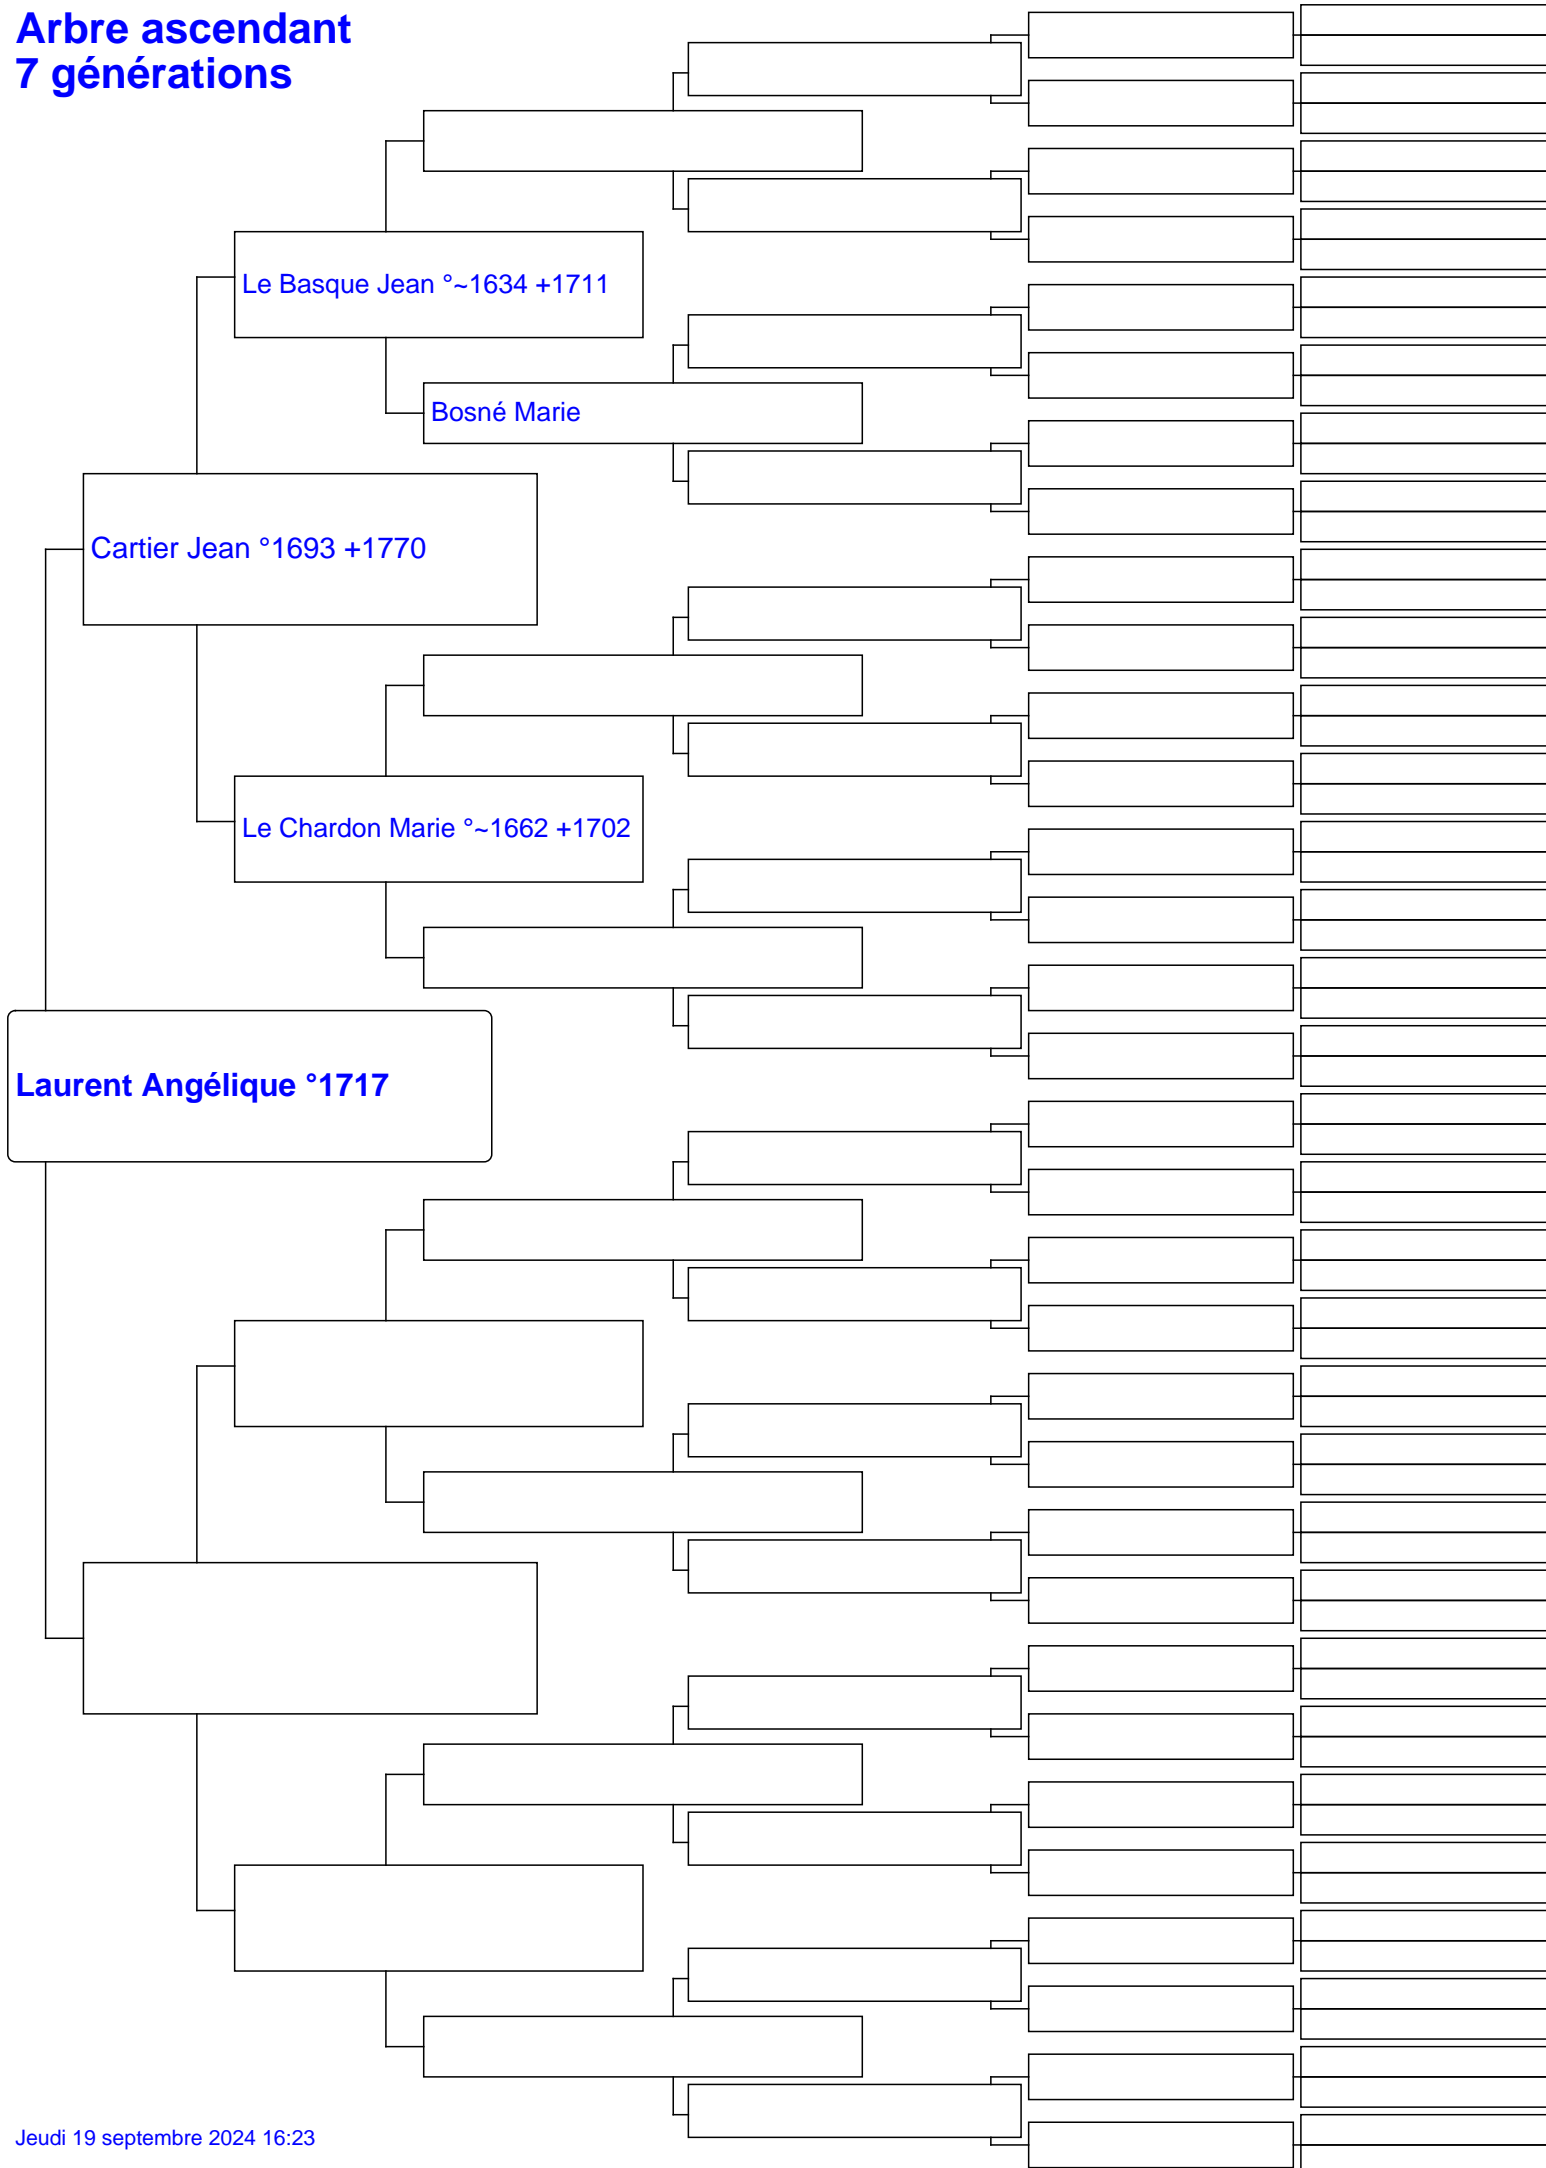 Arbre ascendant
7 générations
Le Basque Jean °~1634 +1711
Bosné Marie
Cartier Jean °1693 +1770
Le Chardon Marie °~1662 +1702
Laurent Angélique °1717
Jeudi 19 septembre 2024 16:23